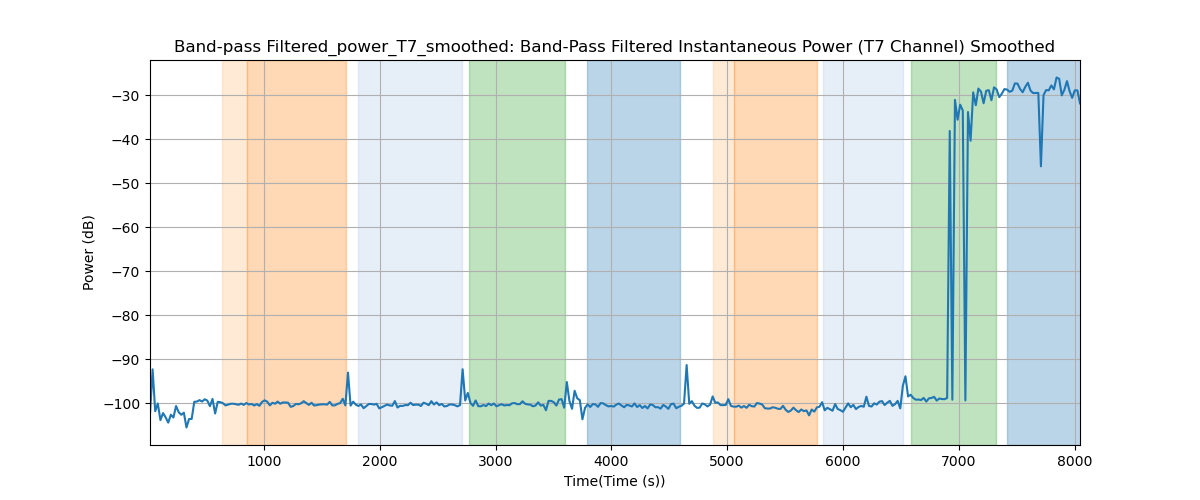 Band-pass Filtered_power_T7_smoothed: Band-Pass Filtered Instantaneous Power (T7 Channel) Smoothed
Power (dB)
−30
−40
−50
−60
−70
−80
−90
−100
1000 2000 3000 4000 5000 6000 7000 8000
Time(Time (s))